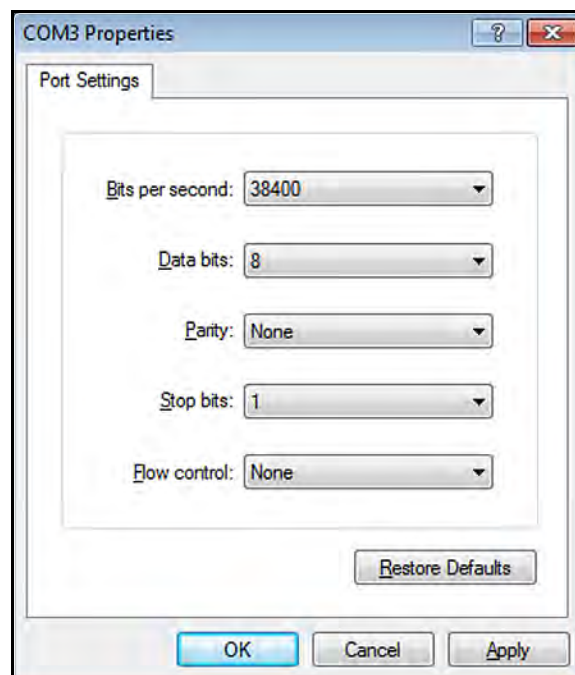 COM3 Properties
Port Settings
Bits per second: 38400
Data bits: 8
Parity: None
Stop bits: 1
Flow control: None
Restore Defaults
OK Cancel Apply